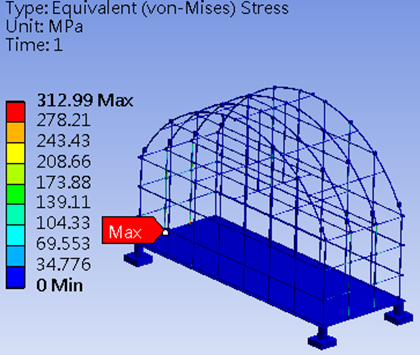 Type: Equivalent (von-Mises) Stress
Unit: MPa
Time: 1
312.99 Max
278.21
243.43
208.66
173.88
139.11
104.33
69.553
34.776
0 Min
Max